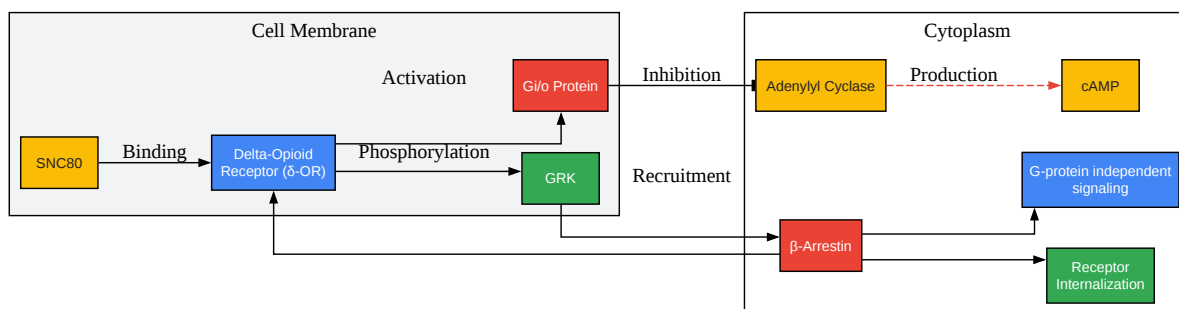 Cell Membrane
Cytoplasm
Activation
Gi/o Protein
Inhibition
Adenylyl Cyclase
Production
cAMP
SNC80
Binding
Delta-Opioid
Receptor (δ-OR)
Phosphorylation
GRK
Recruitment
G-protein independent
signaling
β-Arrestin
Receptor
Internalization